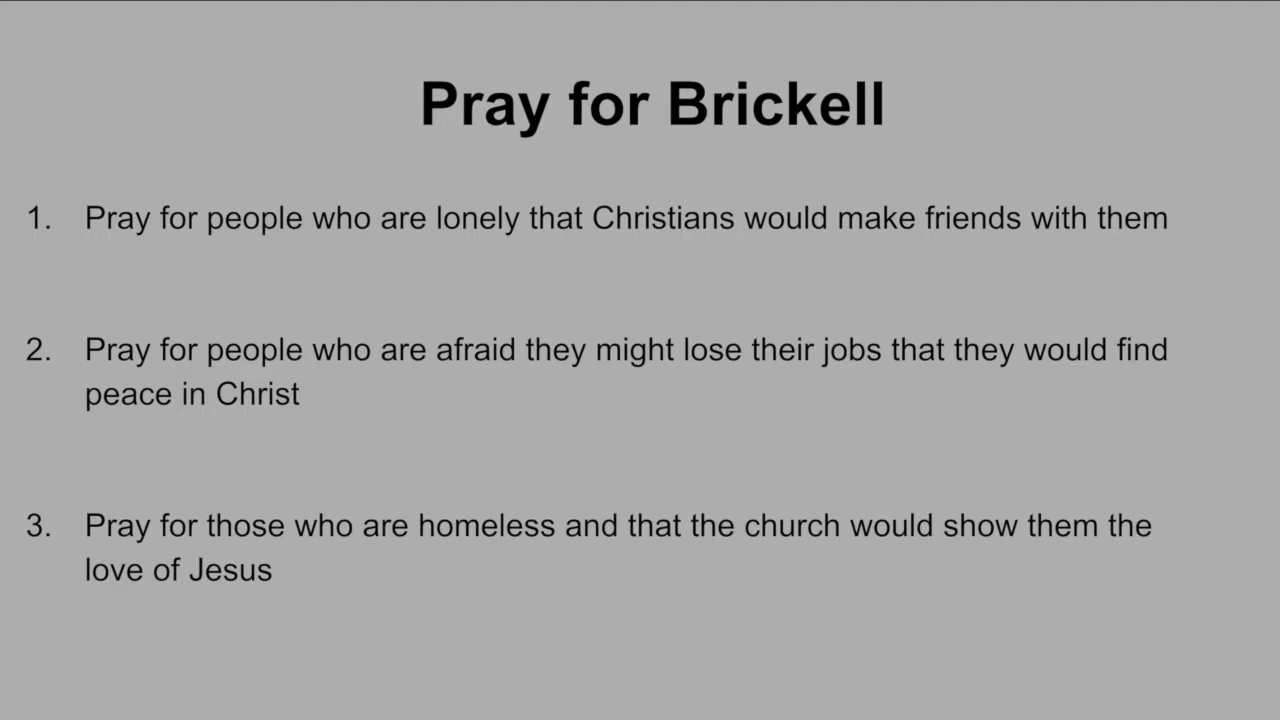 Pray for Brickell
1. Pray for people who are lonely that Christians would make friends with them
2. Pray for people who are afraid they might lose their jobs that they would find
peace in Christ
3. Pray for those who are homeless and that the church would show them the
love of Jesus